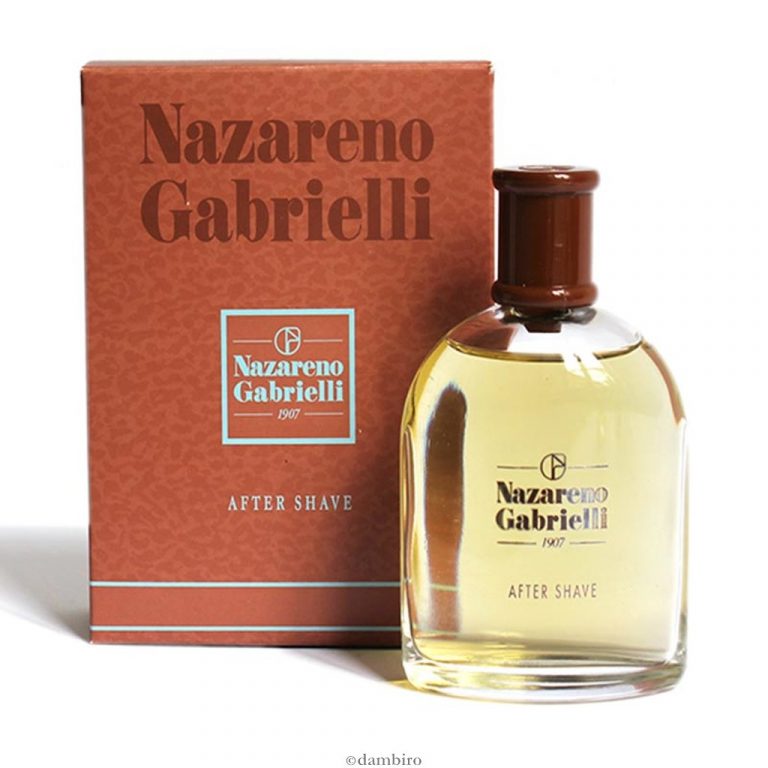 Nazareno
Gabrielli
Nazareno
Gabrielli
1907
AFTER SHAVE
Nazareno
Gabrielli
1907
AFTER SHAVE
©dambiro